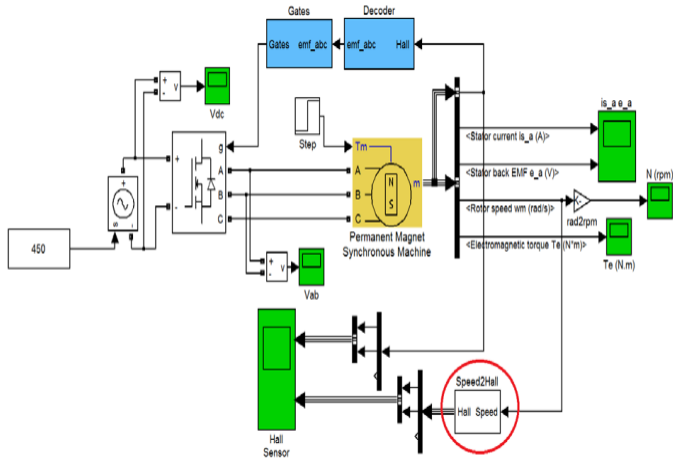 Gates
Decoder
Gates emf_abc
emf_abc Hall
+
-
v
Vdc
Step
is_a e_a
<Stator current is_a (A)>
<Stator back EMF e_a (V)>
<Rotor speed wm (rad/s)>
<Electromagnetic torque Te (N*m)>
N (rpm)
K-
rad2rpm
Te (N.m)
g
+
-
A
B
C
Tm
A
B
C
m
N
S
Permanent Magnet
Synchronous Machine
+
s
-
450
+
-
v
Vab
Speed2Hall
Hall Speed
Hall
Sensor